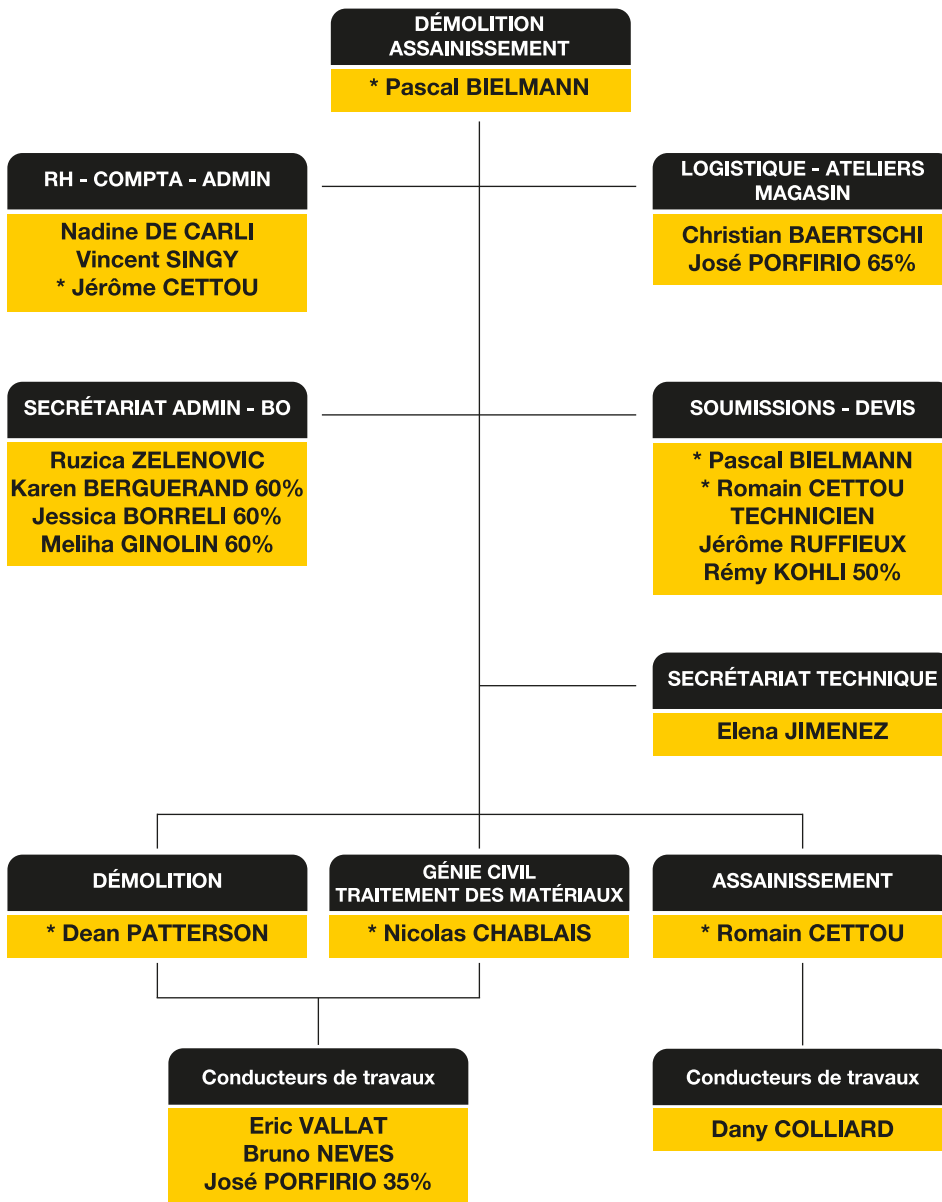 DÉMOLITION
ASSAINISSEMENT
* Pascal BIELMANN
RH - COMPTA - ADMIN
Nadine DE CARLI
Vincent SINGY
* Jérôme CETTOU
LOGISTIQUE - ATELIERS
MAGASIN
Christian BAERTSCHI
José PORFIRIO 65%
SECRÉTARIAT ADMIN - BO
Ruzica ZELENOVIC
Karen BERGUERAND 60%
Jessica BORRELI 60%
Meliha GINOLIN 60%
SOUMISSIONS - DEVIS
* Pascal BIELMANN
* Romain CETTOU
TECHNICIEN
Jérôme RUFFIEUX
Rémy KOHLI 50%
SECRÉTARIAT TECHNIQUE
Elena JIMENEZ
DÉMOLITION
* Dean PATTERSON
GÉNIE CIVIL
TRAITEMENT DES MATÉRIAUX
* Nicolas CHABLAIS
ASSAINISSEMENT
* Romain CETTOU
Conducteurs de travaux
Eric VALLAT
Bruno NEVES
José PORFIRIO 35%
Conducteurs de travaux
Dany COLLIARD